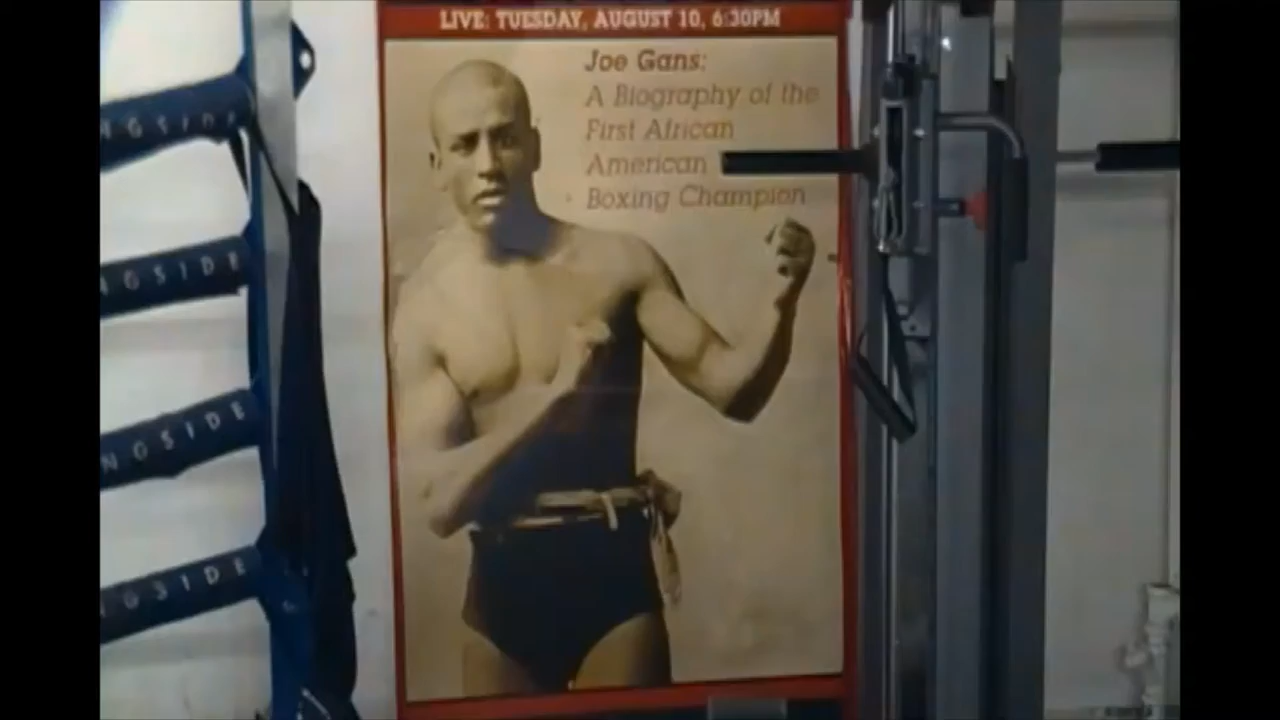 LIVE: TUESDAY, AUGUST 10, 6:30PM
Joe Gans:
A Biography of the
First African
American
Boxing Champion
NGSIDE
NGSIDE
NGSIDE
GSIDE